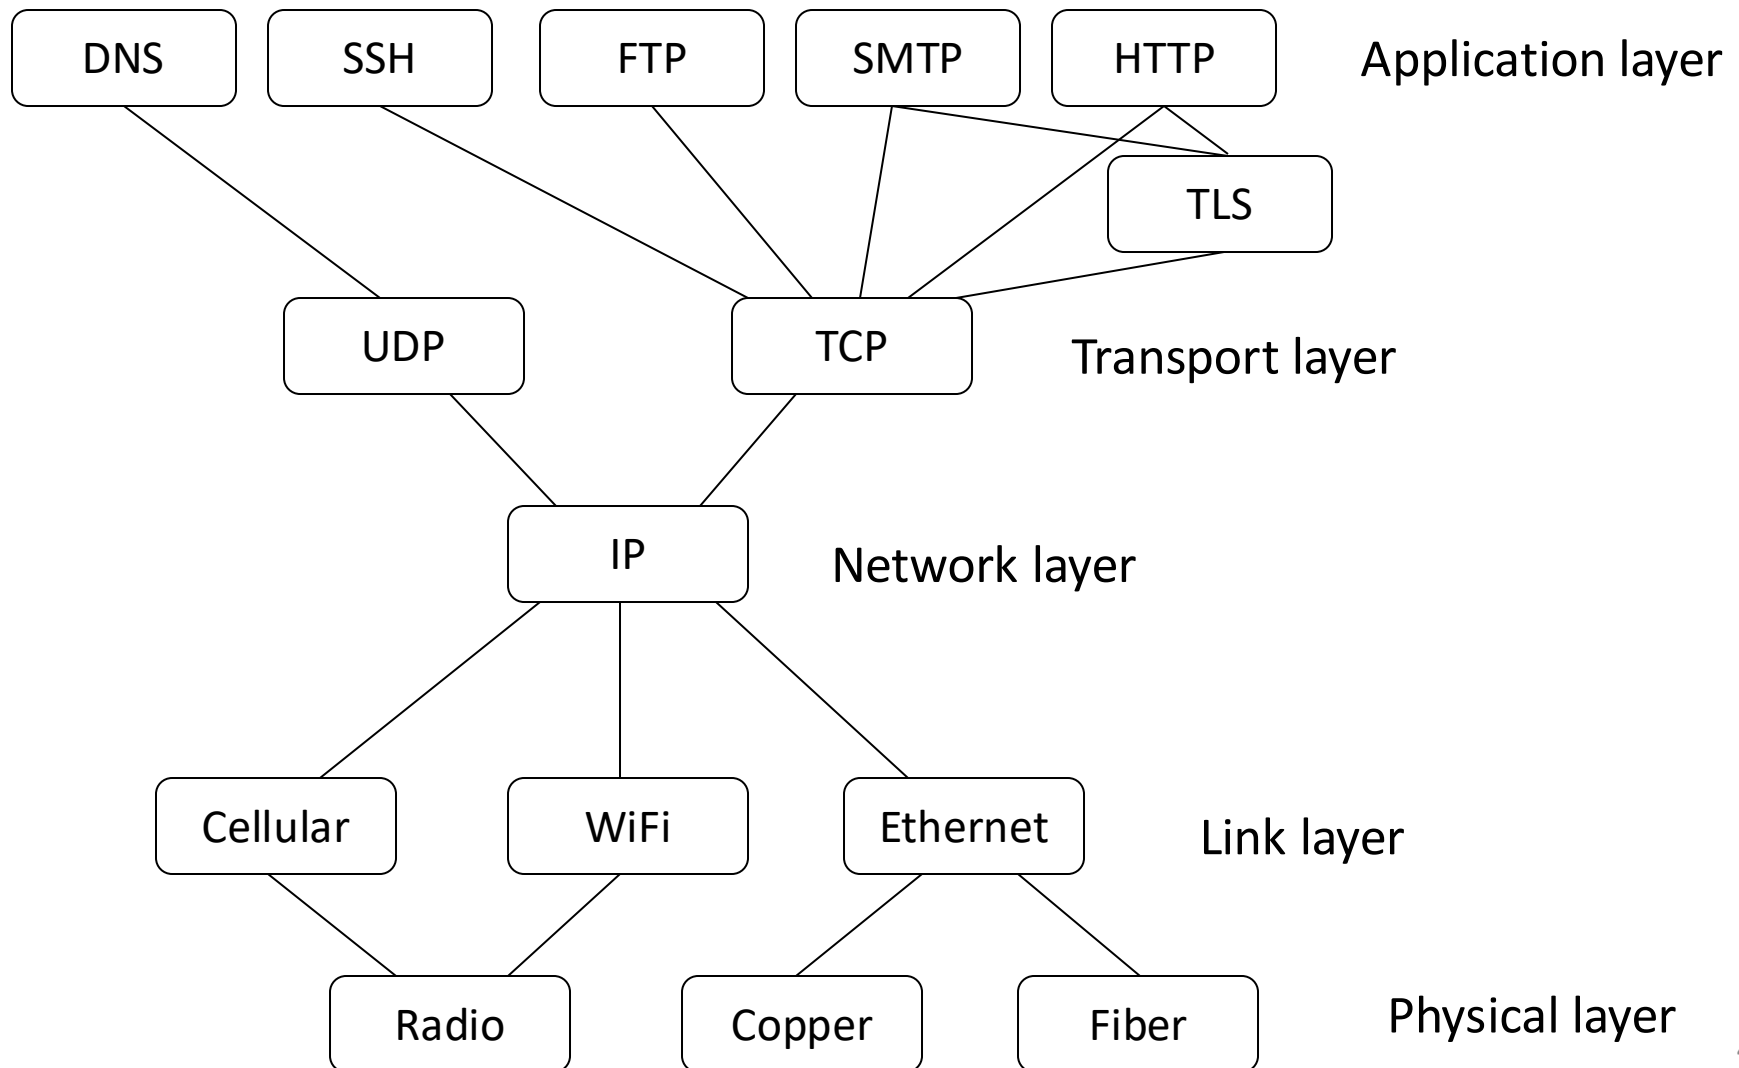 DNS
SSH
FTP
SMTP
HTTP
Application layer
TLS
UDP
TCP
Transport layer
IP
Network layer
Cellular
WiFi
Ethernet
Link layer
Radio
Copper
Fiber
Physical layer